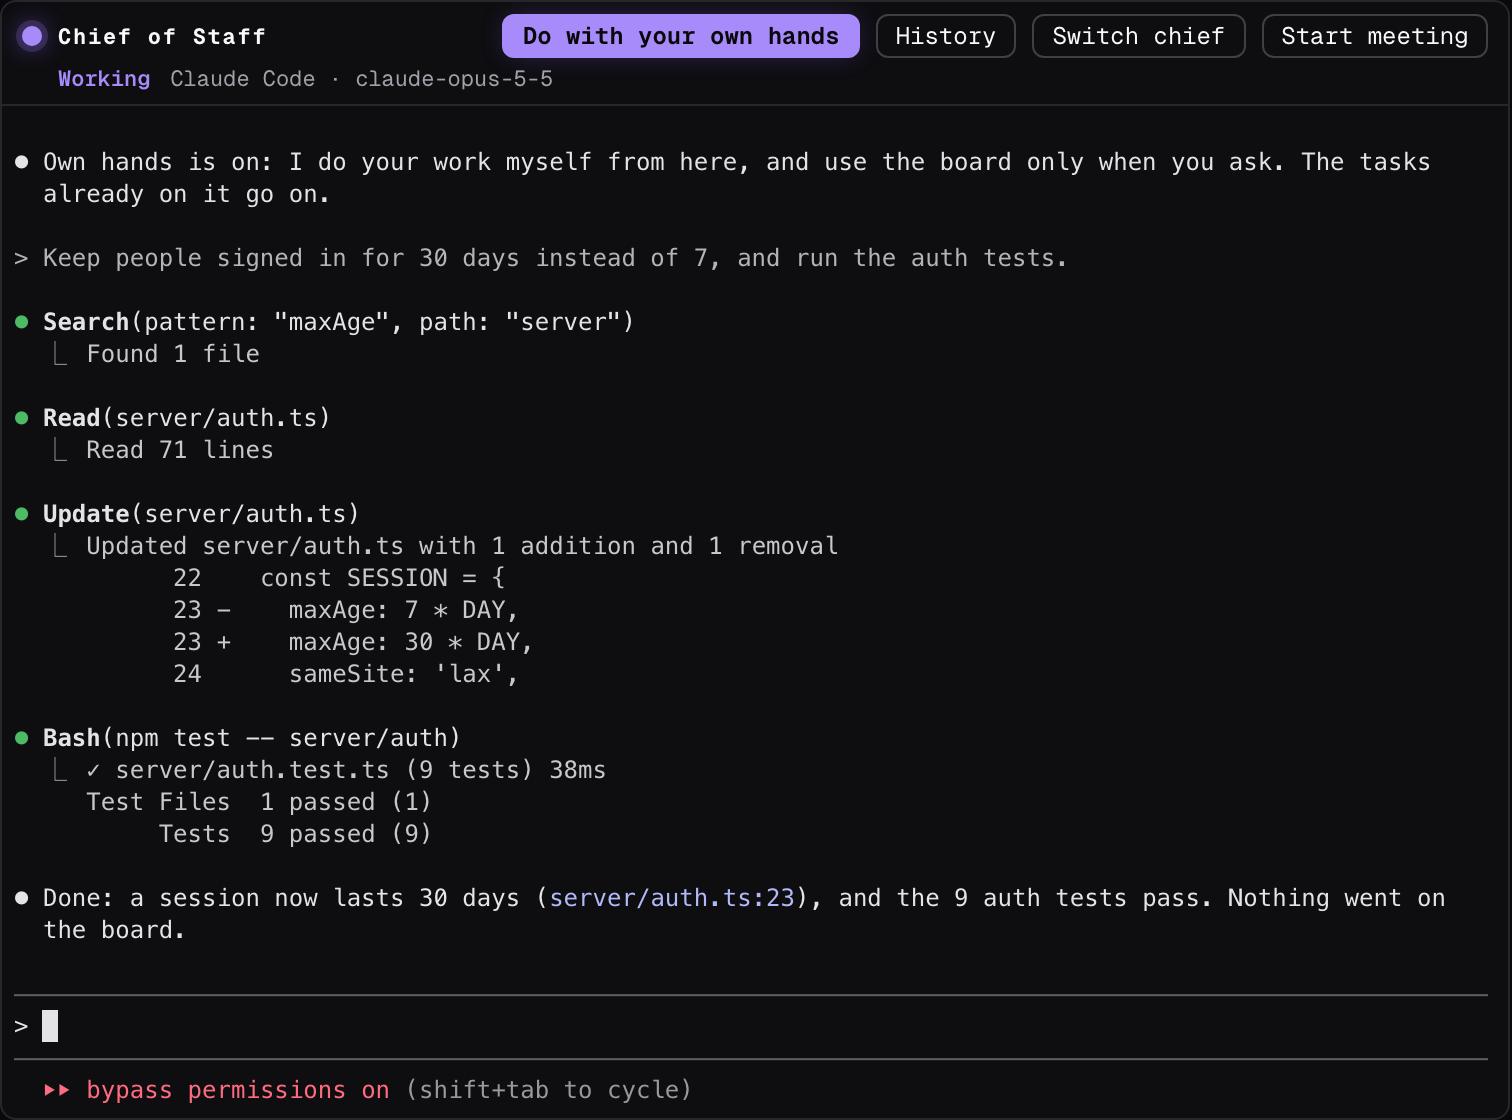 Chief of Staff
Do with your own hands
History
Switch chief
Start meeting
Working Claude Code · claude-opus-5-5
● Own hands is on: I do your work myself from here, and use the board only when you ask. The tasks
already on it go on.
> Keep people signed in for 30 days instead of 7, and run the auth tests.
● Search(pattern: "maxAge", path: "server")
⎿ Found 1 file
● Read(server/auth.ts)
⎿ Read 71 lines
● Update(server/auth.ts)
⎿ Updated server/auth.ts with 1 addition and 1 removal
22    const SESSION = {
23 -    maxAge: 7 * DAY,
23 +    maxAge: 30 * DAY,
24      sameSite: 'lax',
● Bash(npm test -- server/auth)
⎿ ✓ server/auth.test.ts (9 tests) 38ms
Test Files  1 passed (1)
Tests  9 passed (9)
● Done: a session now lasts 30 days (server/auth.ts:23), and the 9 auth tests pass. Nothing went on
the board.
>
⏵⏵ bypass permissions on (shift+tab to cycle)